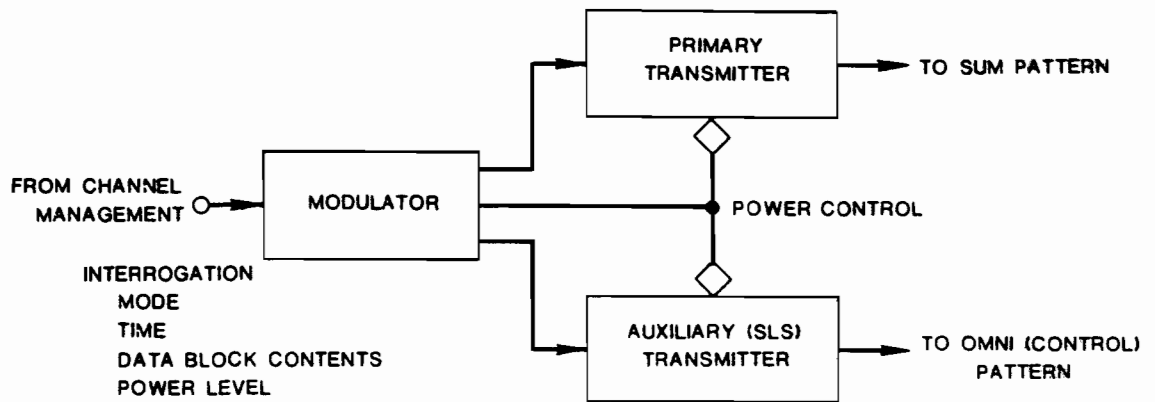 PRIMARY
TRANSMITTER
TO SUM PATTERN
FROM CHANNEL
MANAGEMENT
MODULATOR
POWER CONTROL
INTERROGATION
MODE
TIME
DATA BLOCK CONTENTS
POWER LEVEL
AUXILIARY (SLS)
TRANSMITTER
TO OMNI (CONTROL)
PATTERN